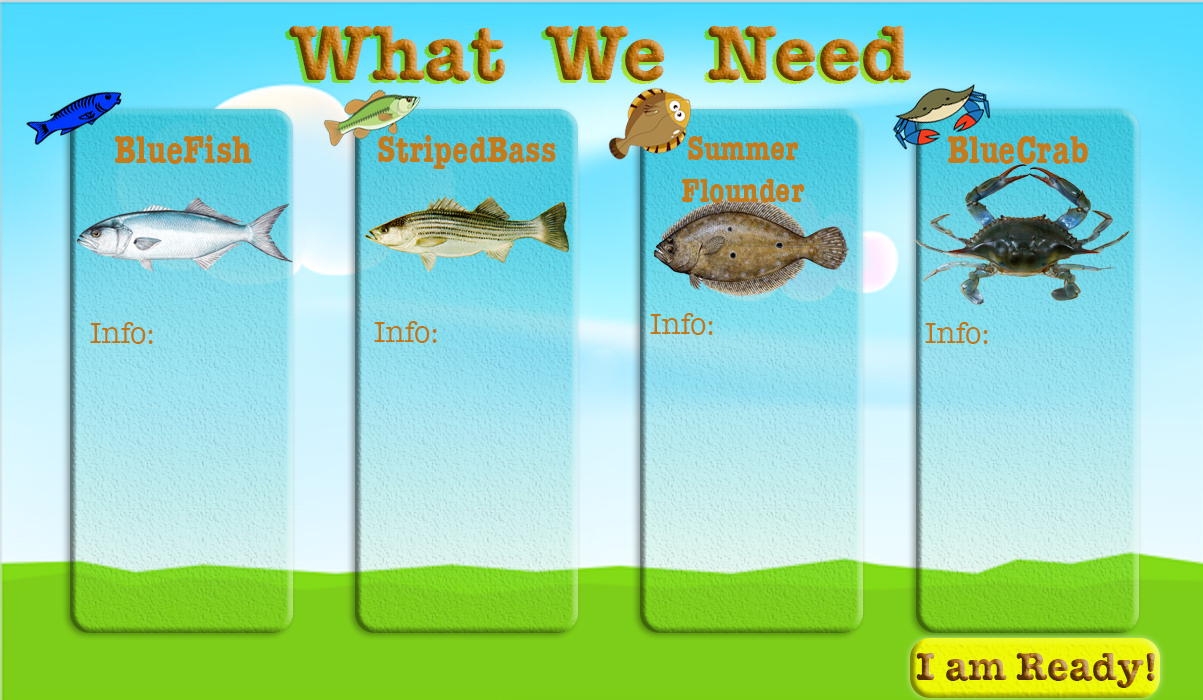 What We Need
BlueFish
StripedBass
Summer
Flounder
BlueCrab
Info:
Info:
Info:
Info:
I am Ready!